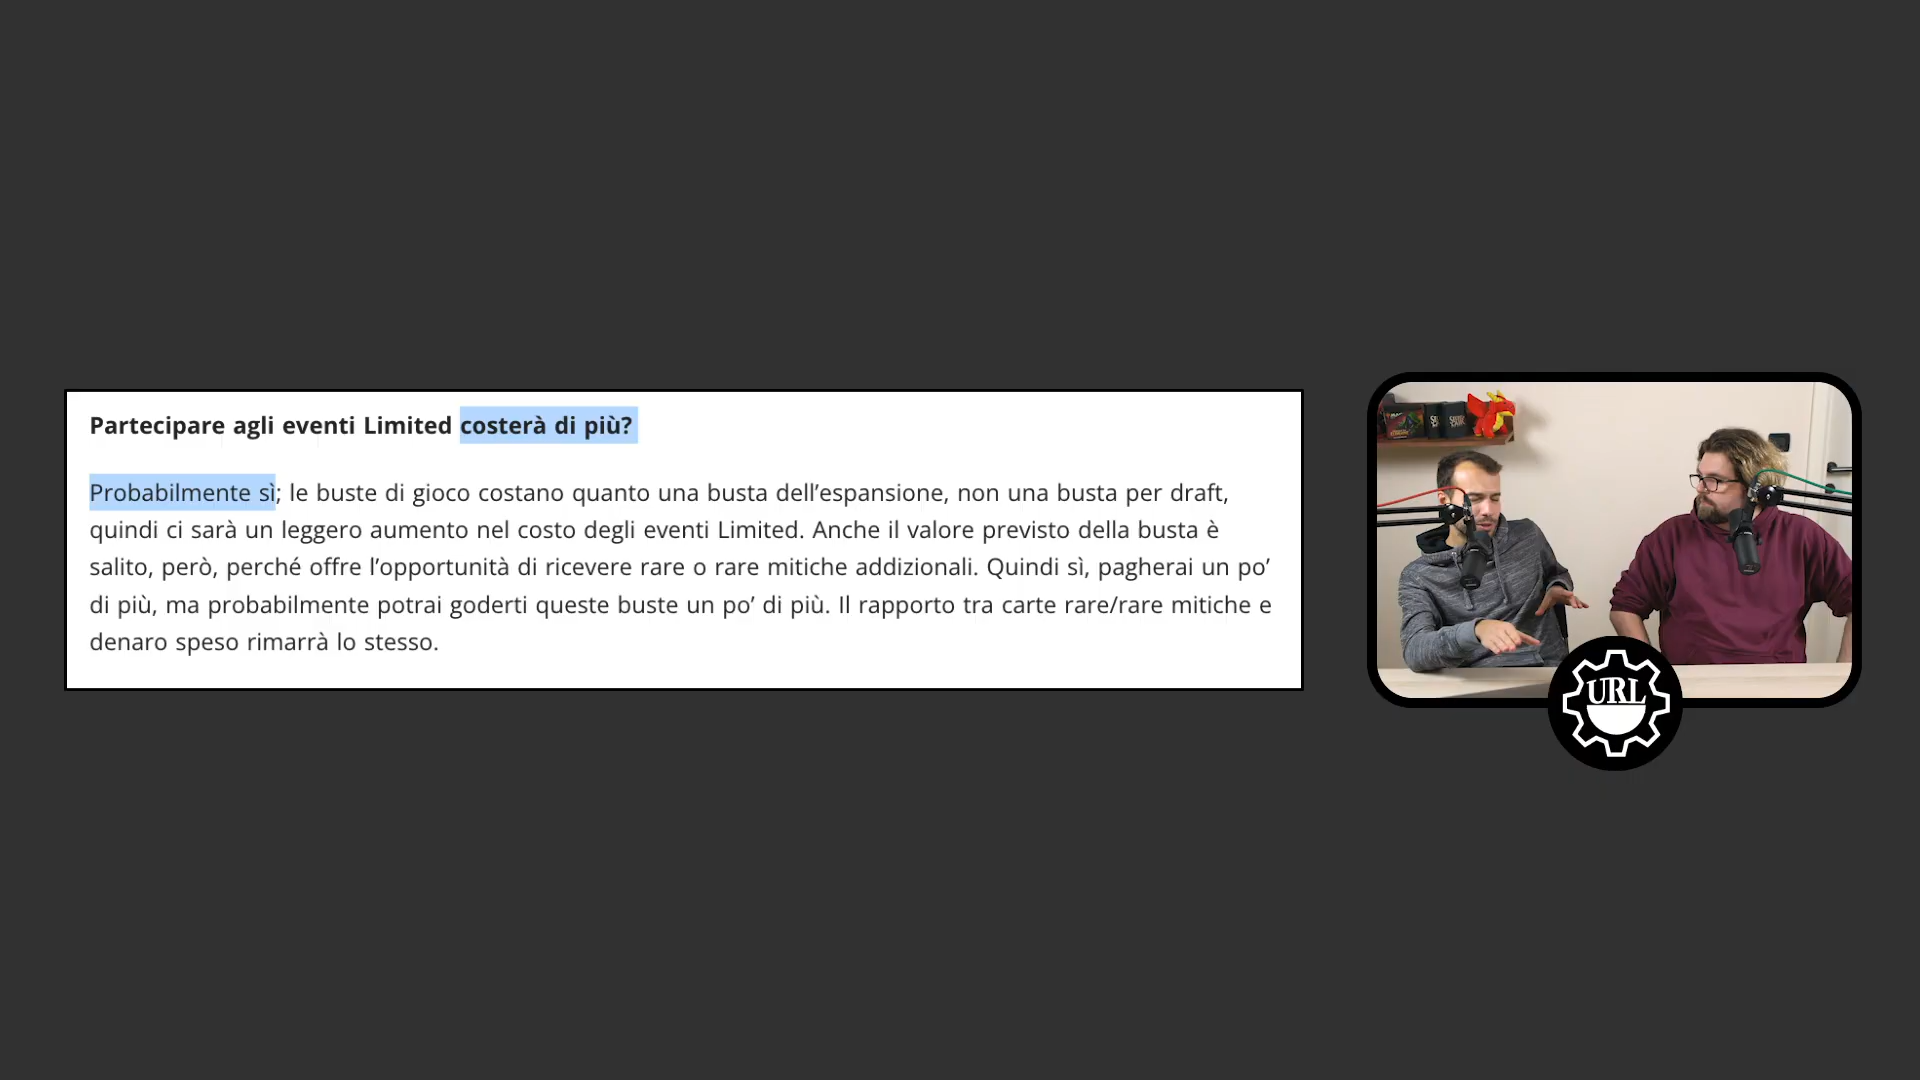 Partecipare agli eventi Limited costerà di più?
Probabilmente sì; le buste di gioco costano quanto una busta dell’espansione, non una busta per draft,
quindi ci sarà un leggero aumento nel costo degli eventi Limited. Anche il valore previsto della busta è
salito, però, perché offre l’opportunità di ricevere rare o rare mitiche addizionali. Quindi sì, pagherai un po’
di più, ma probabilmente potrai goderti queste buste un po’ di più. Il rapporto tra carte rare/rare mitiche e
denaro speso rimarrà lo stesso.
URL